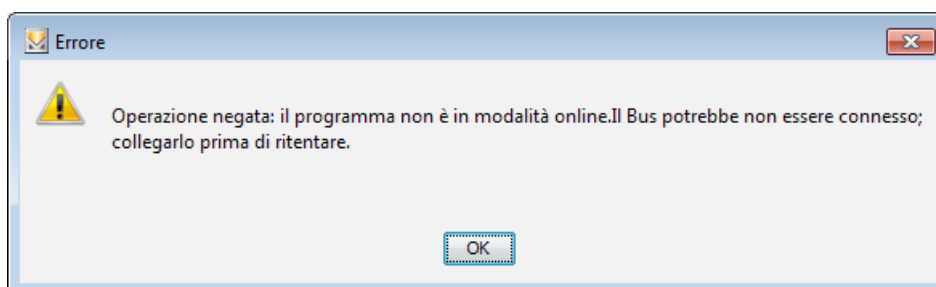 Errore
Operazione negata: il programma non è in modalità online.Il Bus potrebbe non essere connesso;
collegarlo prima di ritentare.
OK